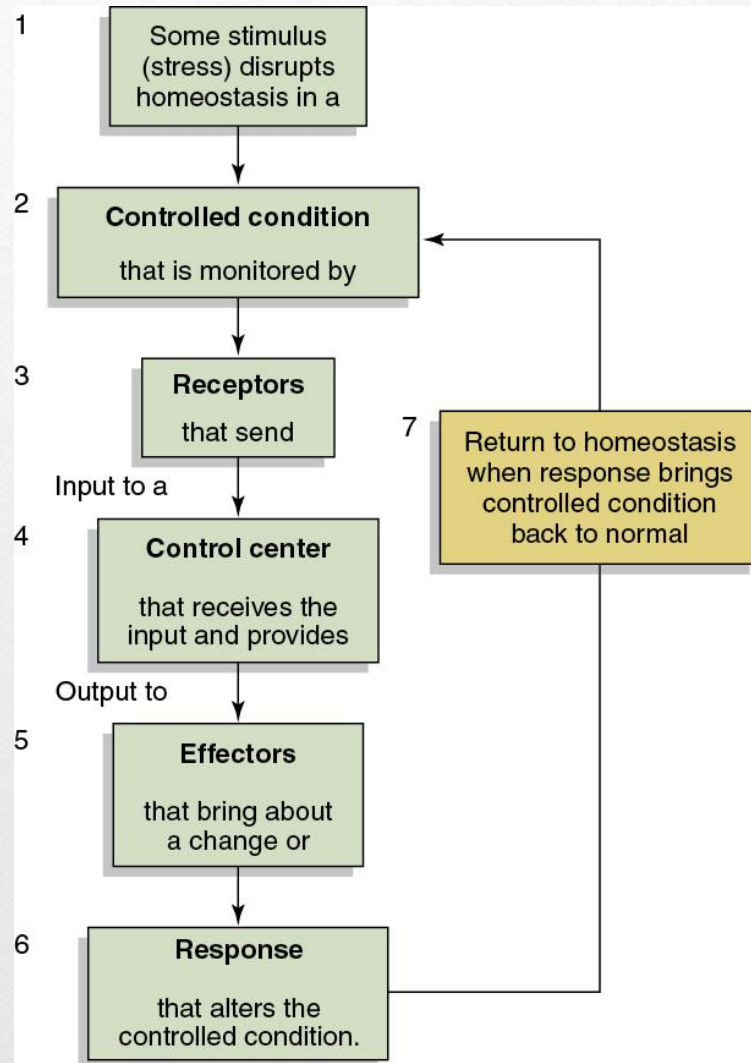 1
Some stimulus
(stress) disrupts
homeostasis in a
2
Controlled condition
that is monitored by
3
Receptors
that send
Input to a
4
Control center
that receives the
input and provides
Output to
5
Effectors
that bring about
a change or
6
Response
that alters the
controlled condition.
7
Return to homeostasis
when response brings
controlled condition
back to normal